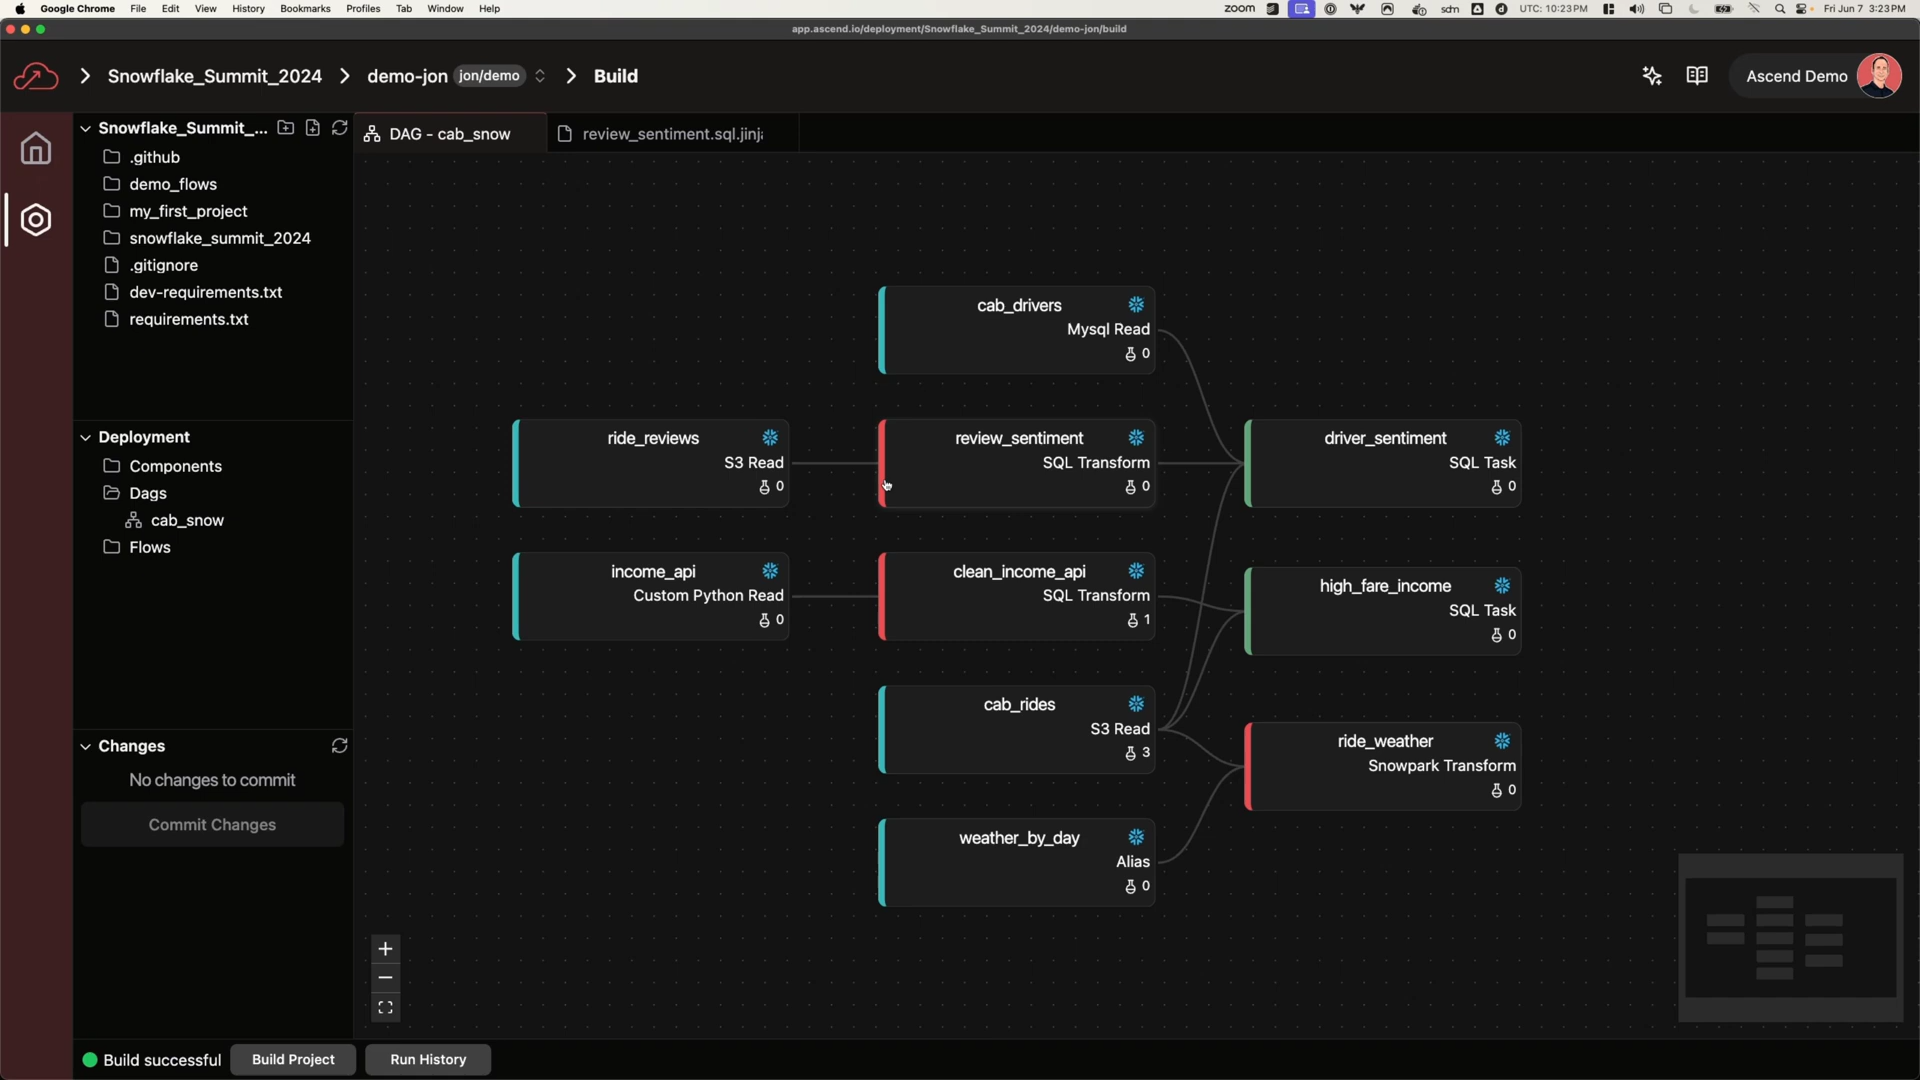 Google Chrome File Edit View History Bookmarks Profiles Tab Window Help
zoom sdm UTC: 10:23PM Fri Jun 7 3:23PM
app.ascend.io/deployment/Snowflake_Summit_2024/demo-jon/build
Snowflake_Summit_2024 demo-jon jon/demo Build
Ascend Demo
Snowflake_Summit_...
.github
demo_flows
my_first_project
snowflake_summit_2024
.gitignore
dev-requirements.txt
requirements.txt
Deployment
Components
Dags
cab_snow
Flows
Changes
No changes to commit
Commit Changes
DAG - cab_snow
review_sentiment.sql.jinja
cab_drivers
Mysql Read
0
ride_reviews
S3 Read
0
review_sentiment
SQL Transform
0
driver_sentiment
SQL Task
0
income_api
Custom Python Read
0
clean_income_api
SQL Transform
1
high_fare_income
SQL Task
0
cab_rides
S3 Read
3
ride_weather
Snowpark Transform
0
weather_by_day
Alias
0
Build successful
Build Project
Run History